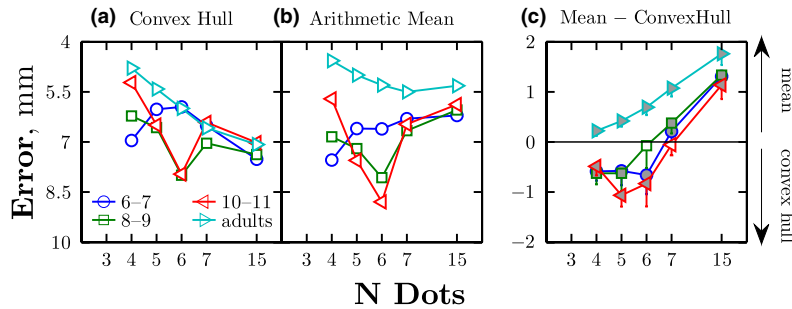 (a) Convex Hull
(b) Arithmetic Mean
(c) Mean − ConvexHull
Error, mm
4
5.5
7
8.5
10
6–7
8–9
10–11
adults
3 4 5 6 7 15
3 4 5 6 7 15
2
1
0
−1
−2
3 4 5 6 7 15
mean
convex hull
N Dots